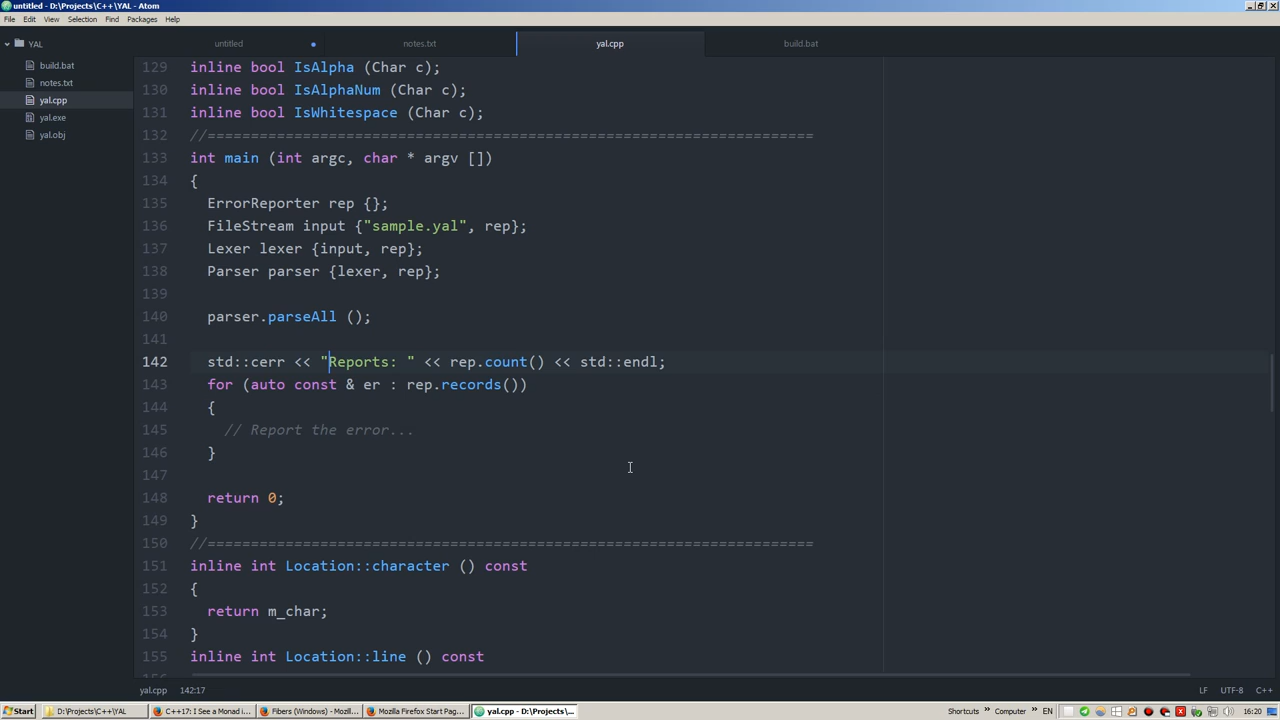 untitled - D:\Projects\C++\YAL - Atom
File Edit View Selection Find Packages Help
YAL
untitled notes.txt yal.cpp build.bat
build.bat
notes.txt
yal.cpp
yal.exe
yal.obj
129 inline bool IsAlpha (Char c);
130 inline bool IsAlphaNum (Char c);
131 inline bool IsWhitespace (Char c);
132 //======================================================================
133 int main (int argc, char * argv [])
134 {
135 ErrorReporter rep {};
136 FileStream input {"sample.yal", rep};
137 Lexer lexer {input, rep};
138 Parser parser {lexer, rep};
139
140 parser.parseAll ();
141
142 std::cerr << "Reports: " << rep.count() << std::endl;
143 for (auto const & er : rep.records())
144 {
145 // Report the error...
146 }
147
148 return 0;
149 }
150 //======================================================================
151 inline int Location::character () const
152 {
153 return m_char;
154 }
155 inline int Location::line () const
yal.cpp 142:17 LF UTF-8 C++
Start D:\Projects\C++\YAL C++17: I See a Monad i... Fibers (Windows) - Mozill... Mozilla Firefox Start Pag... yal.cpp - D:\Projects\... Shortcuts » Computer » EN 16:20